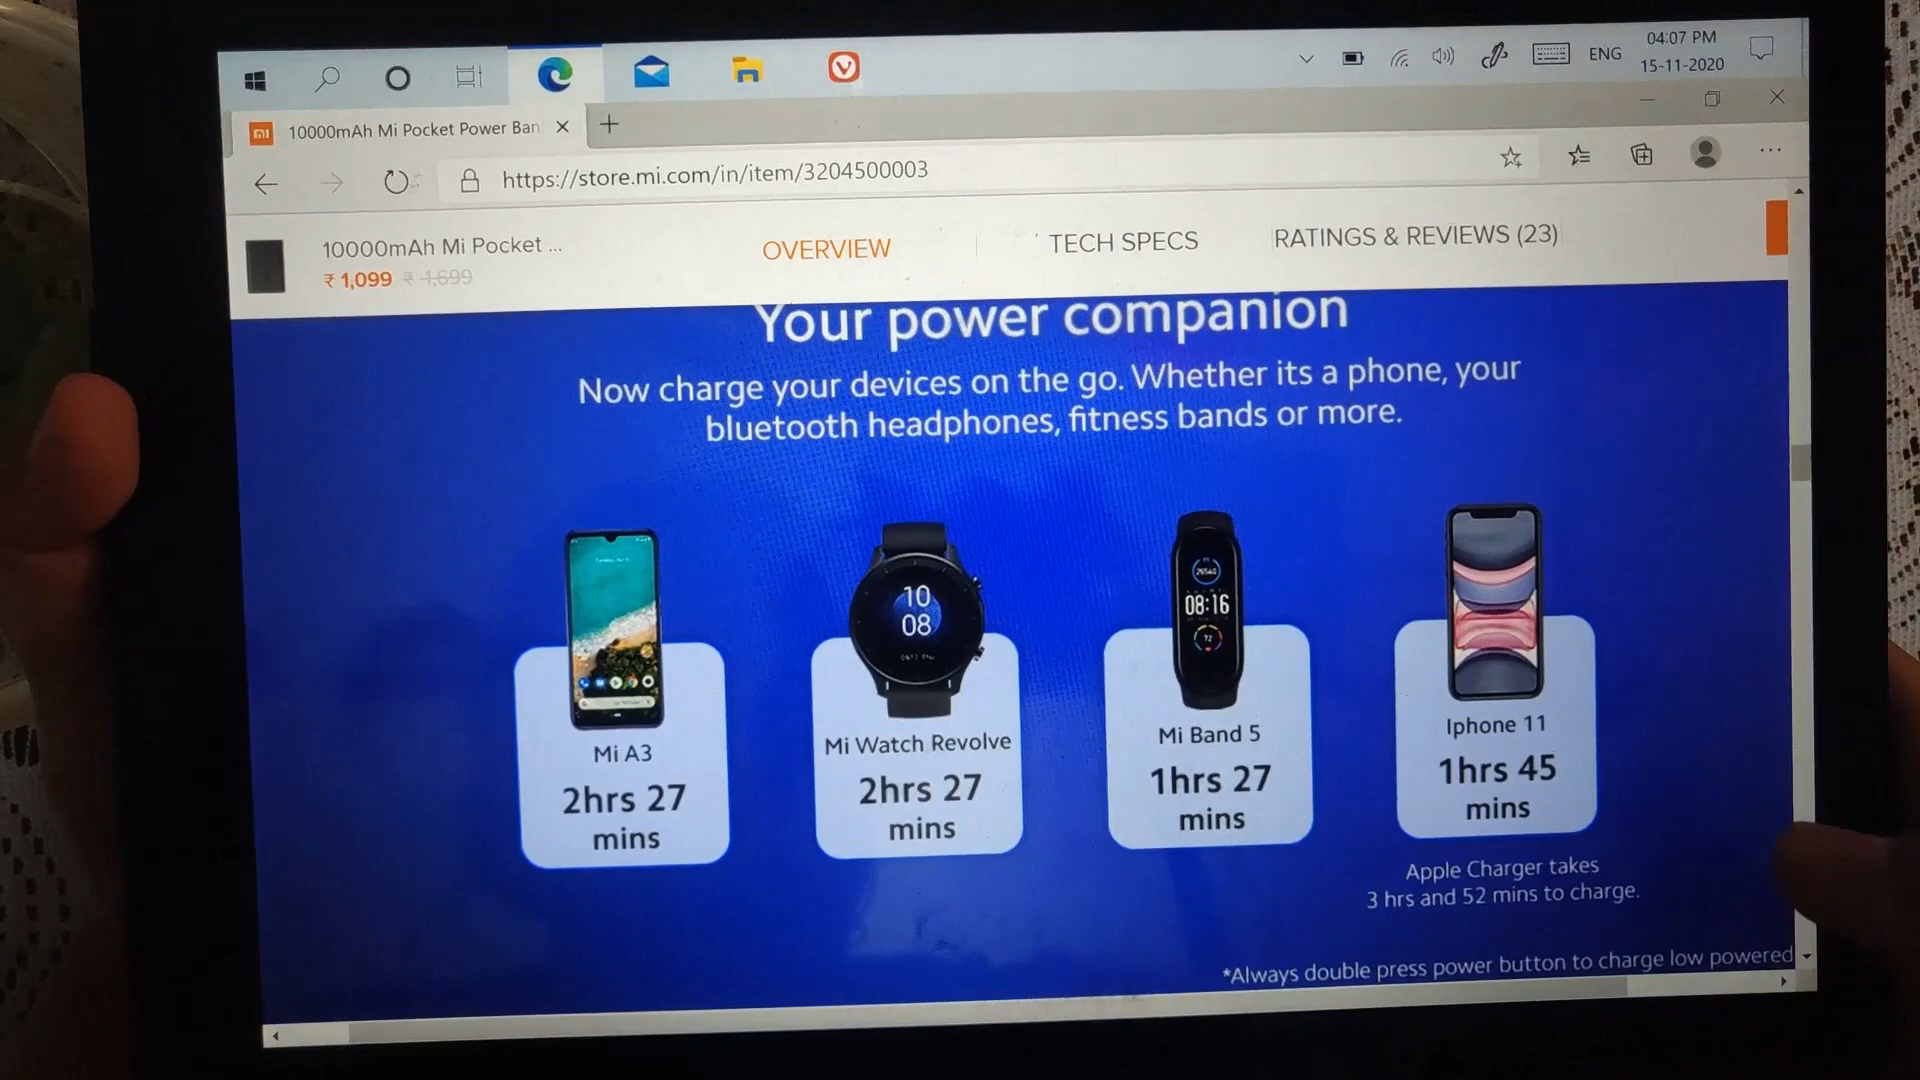 04:07 PM
ENG
15-11-2020
10000mAh Mi Pocket Power Ban
https://store.mi.com/in/item/3204500003
10000mAh Mi Pocket ...
₹ 1,099 ₹ 1,699
OVERVIEW
TECH SPECS
RATINGS & REVIEWS (23)
Your power companion
Now charge your devices on the go. Whether its a phone, your
bluetooth headphones, fitness bands or more.
10
08
08:16
72
Mi A3
2hrs 27
mins
Mi Watch Revolve
2hrs 27
mins
Mi Band 5
1hrs 27
mins
Iphone 11
1hrs 45
mins
Apple Charger takes
3 hrs and 52 mins to charge.
*Always double press power button to charge low powered